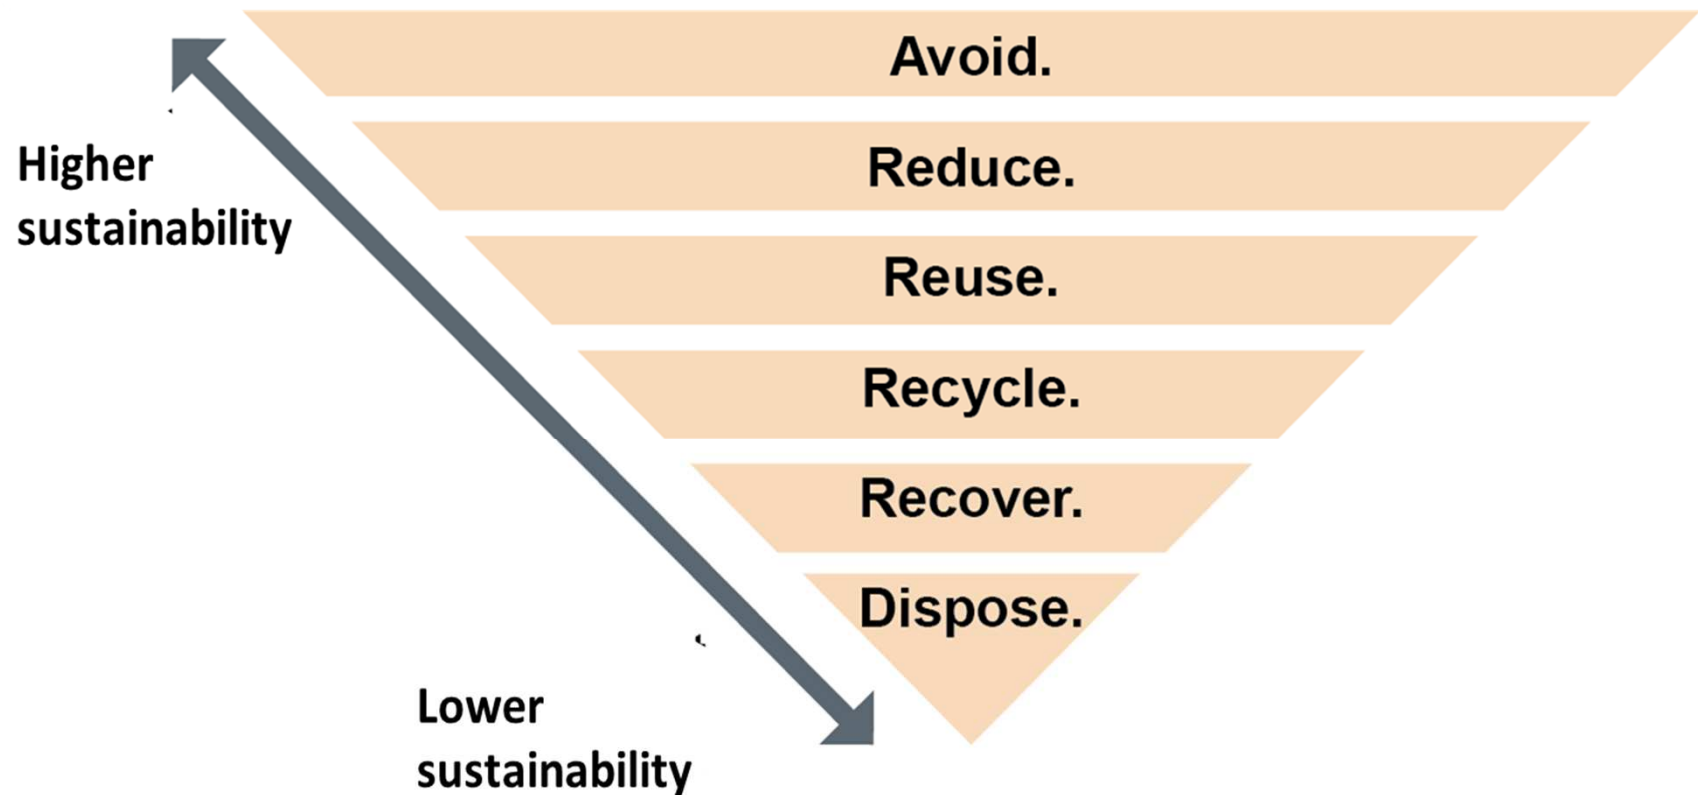 Avoid.
Reduce.
Reuse.
Recycle.
Recover.
Dispose.
Higher
sustainability
Lower
sustainability